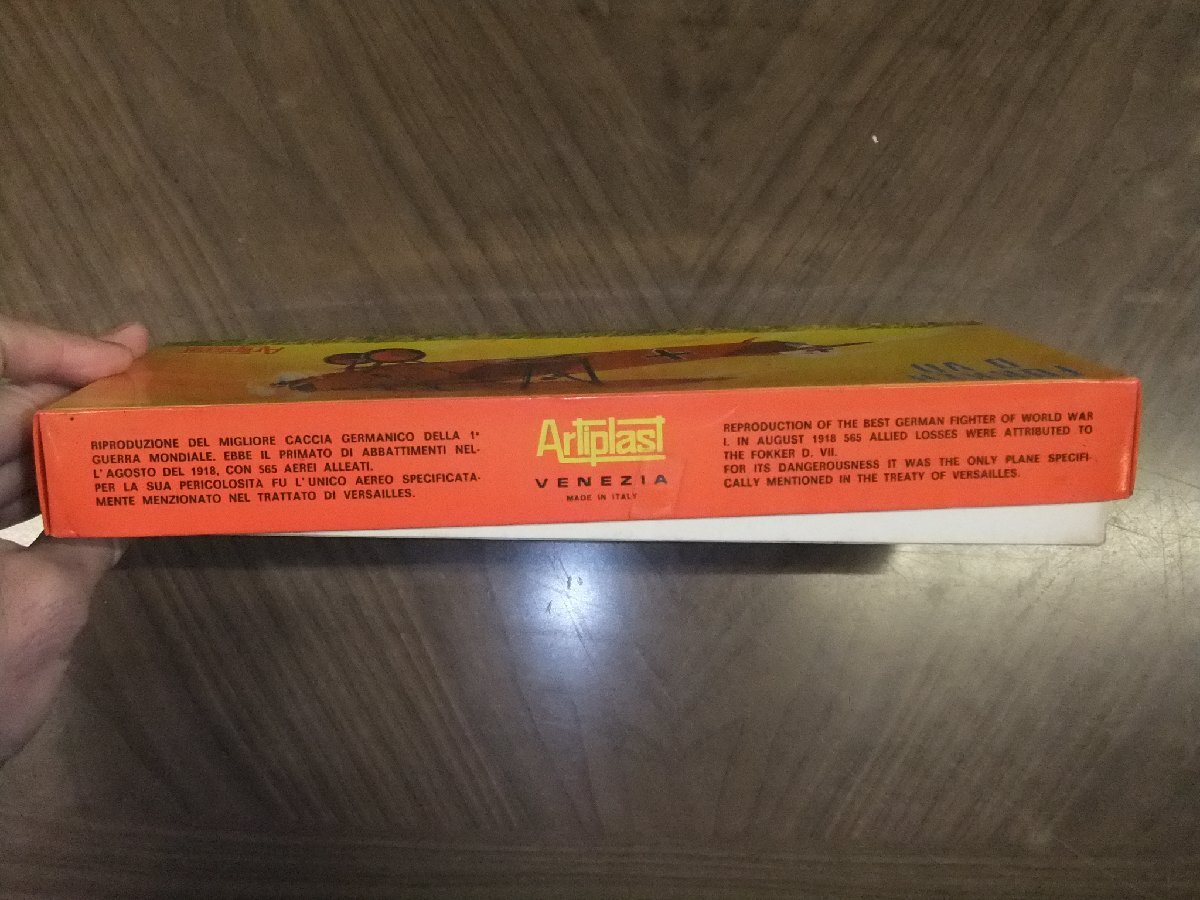 Artiplast
RIPRODUZIONE DEL MIGLIORE CACCIA GERMANICO DELLA 1ª
GUERRA MONDIALE. EBBE IL PRIMATO DI ABBATTIMENTI NEL-
L'AGOSTO DEL 1918, CON 565 AEREI ALLEATI.
PER LA SUA PERICOLOSITA FU L'UNICO AEREO SPECIFICATA-
MENTE MENZIONATO NEL TRATTATO DI VERSAILLES.
Artiplast
VENEZIA
MADE IN ITALY
REPRODUCTION OF THE BEST GERMAN FIGHTER OF WORLD WAR
I. IN AUGUST 1918 565 ALLIED LOSSES WERE ATTRIBUTED TO
THE FOKKER D. VII.
FOR ITS DANGEROUSNESS IT WAS THE ONLY PLANE SPECIFI-
CALLY MENTIONED IN THE TREATY OF VERSAILLES.